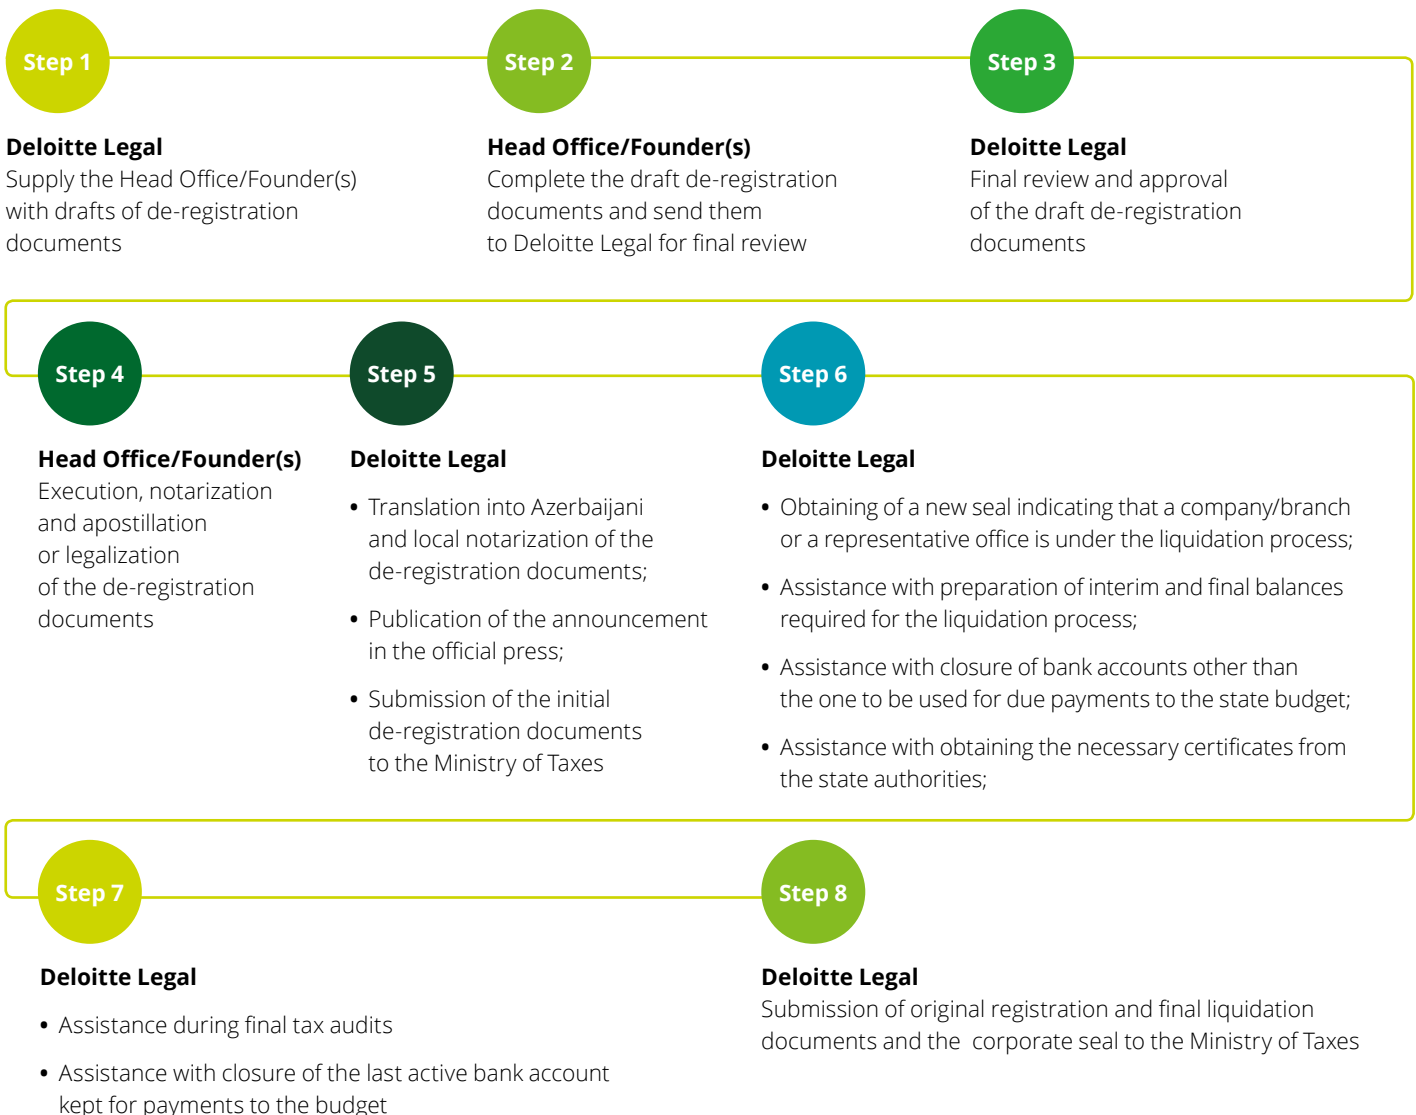 Step 1
Step 2
Step 3
Deloitte Legal
Supply the Head Office/Founder(s)
with drafts of de-registration
documents
Head Office/Founder(s)
Complete the draft de-registration
documents and send them
to Deloitte Legal for final review
Deloitte Legal
Final review and approval
of the draft de-registration
documents
Step 4
Step 5
Step 6
Head Office/Founder(s)
Execution, notarization
and apostillation
or legalization
of the de-registration
documents
Deloitte Legal
• Translation into Azerbaijani
and local notarization of the
de-registration documents;
• Publication of the announcement
in the official press;
• Submission of the initial
de-registration documents
to the Ministry of Taxes
Deloitte Legal
• Obtaining of a new seal indicating that a company/branch
or a representative office is under the liquidation process;
• Assistance with preparation of interim and final balances
required for the liquidation process;
• Assistance with closure of bank accounts other than
the one to be used for due payments to the state budget;
• Assistance with obtaining the necessary certificates from
the state authorities;
Step 7
Step 8
Deloitte Legal
• Assistance during final tax audits
• Assistance with closure of the last active bank account
kept for payments to the budget
Deloitte Legal
Submission of original registration and final liquidation
documents and the corporate seal to the Ministry of Taxes